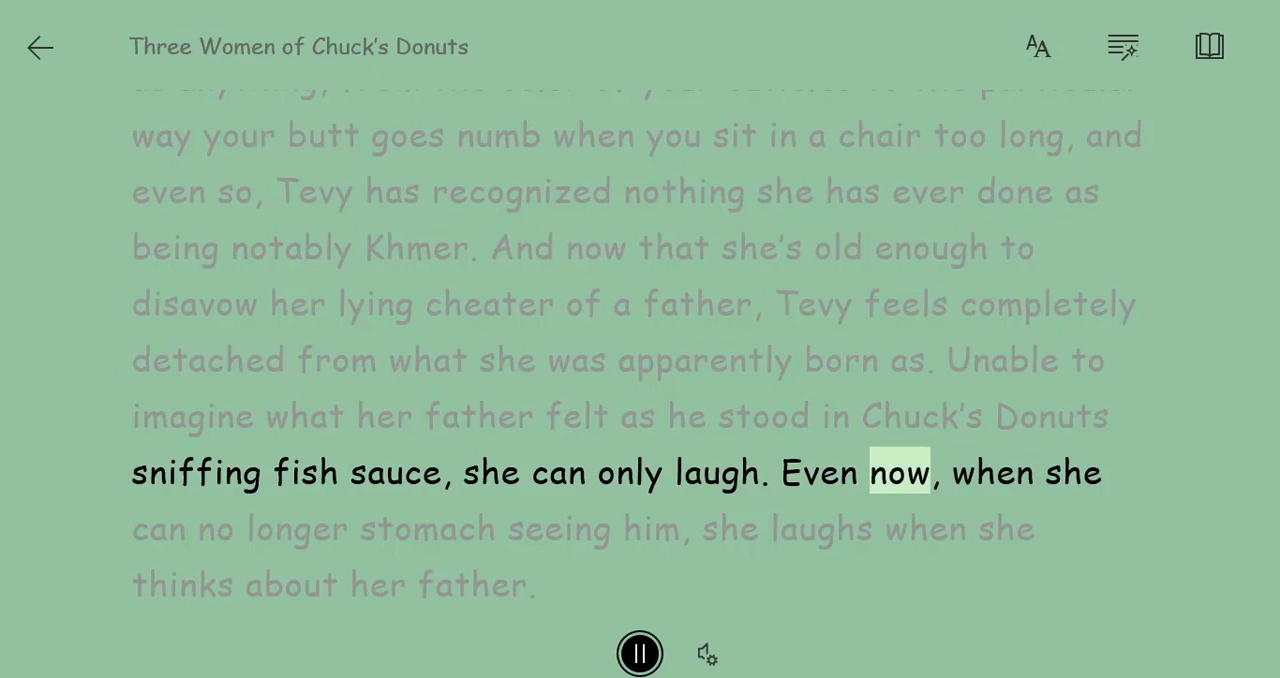 Three Women of Chuck's Donuts
way your butt goes numb when you sit in a chair too long, and
even so, Tevy has recognized nothing she has ever done as
being notably Khmer. And now that she's old enough to
disavow her lying cheater of a father, Tevy feels completely
detached from what she was apparently born as. Unable to
imagine what her father felt as he stood in Chuck's Donuts
sniffing fish sauce, she can only laugh. Even now, when she
can no longer stomach seeing him, she laughs when she
thinks about her father.